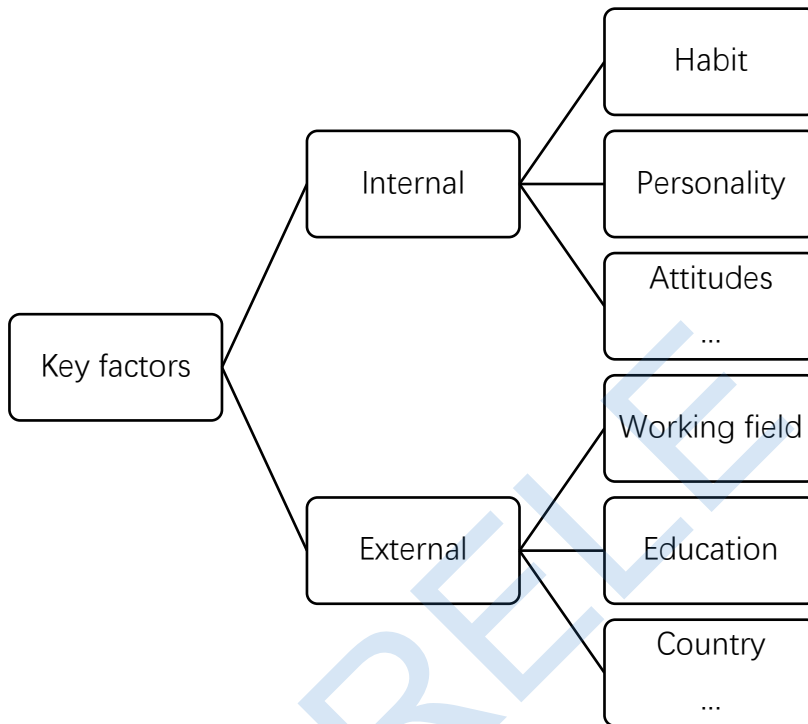 Key factors
Internal
Habit
Personality
Attitudes
...
External
Working field
Education
Country
...